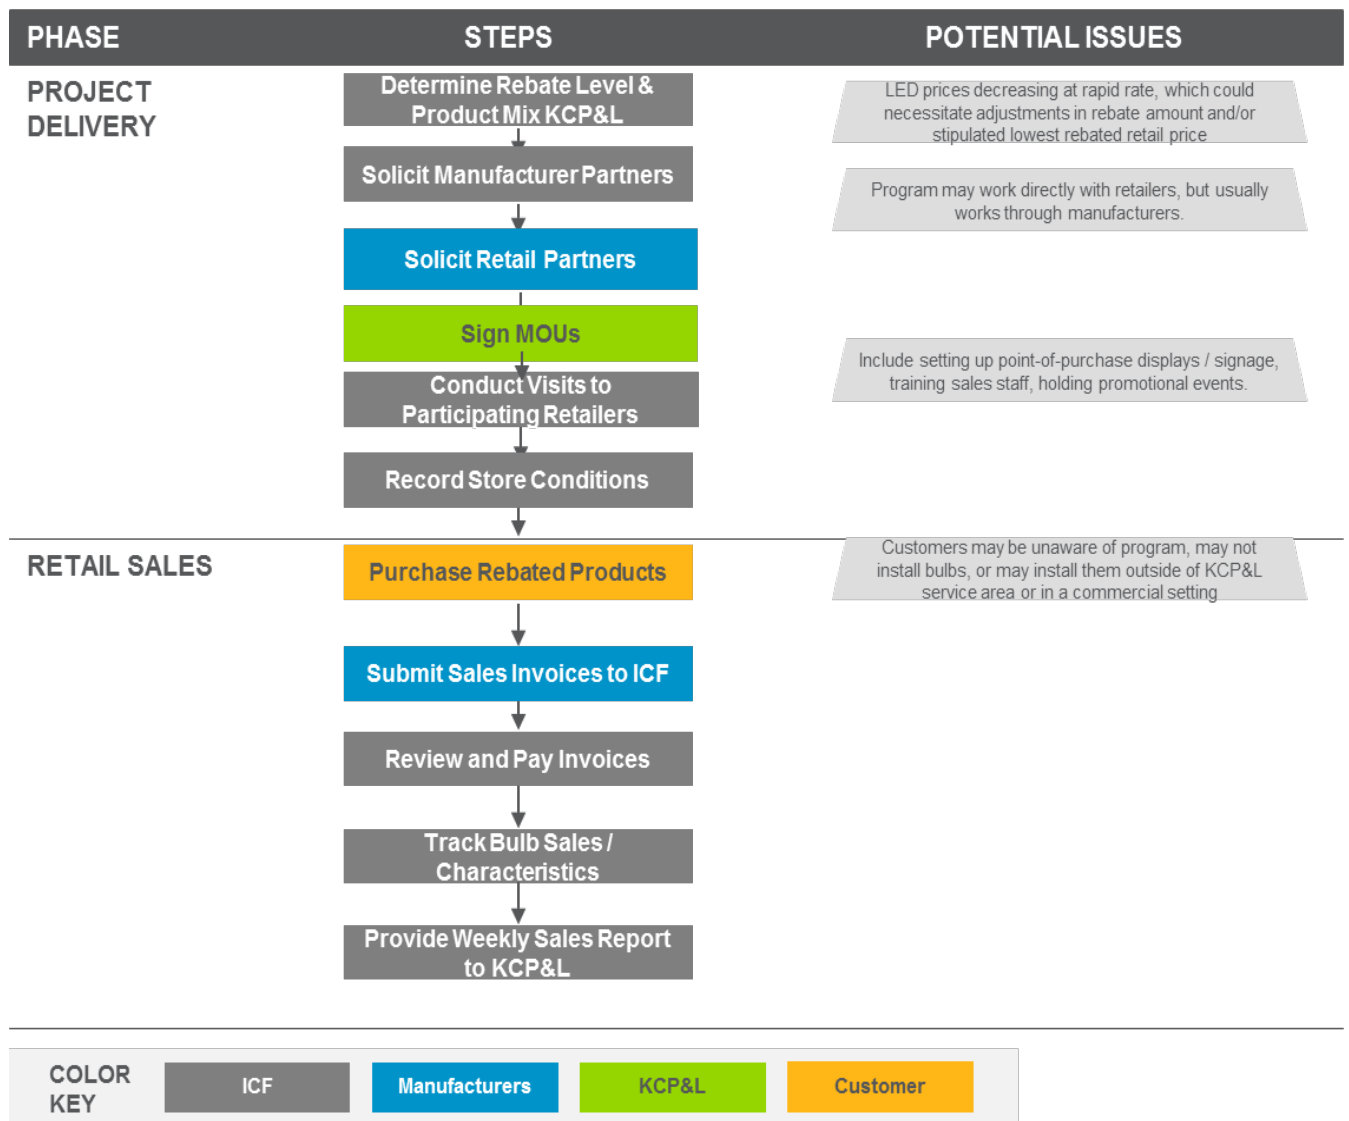 PHASE
STEPS
POTENTIAL ISSUES
PROJECT
DELIVERY
Determine Rebate Level &
Product Mix KCP&L
LED prices decreasing at rapid rate, which could
necessitate adjustments in rebate amount and/or
stipulated lowest rebated retail price
Solicit Manufacturer Partners
Program may work directly with retailers, but usually
works through manufacturers.
Solicit Retail Partners
Sign MOUs
Conduct Visits to
Participating Retailers
Include setting up point-of-purchase displays / signage,
training sales staff, holding promotional events.
Record Store Conditions
RETAIL SALES
Purchase Rebated Products
Customers may be unaware of program, may not
install bulbs, or may install them outside of KCP&L
service area or in a commercial setting
Submit Sales Invoices to ICF
Review and Pay Invoices
Track Bulb Sales /
Characteristics
Provide Weekly Sales Report
to KCP&L
COLOR
KEY
ICF
Manufacturers
KCP&L
Customer